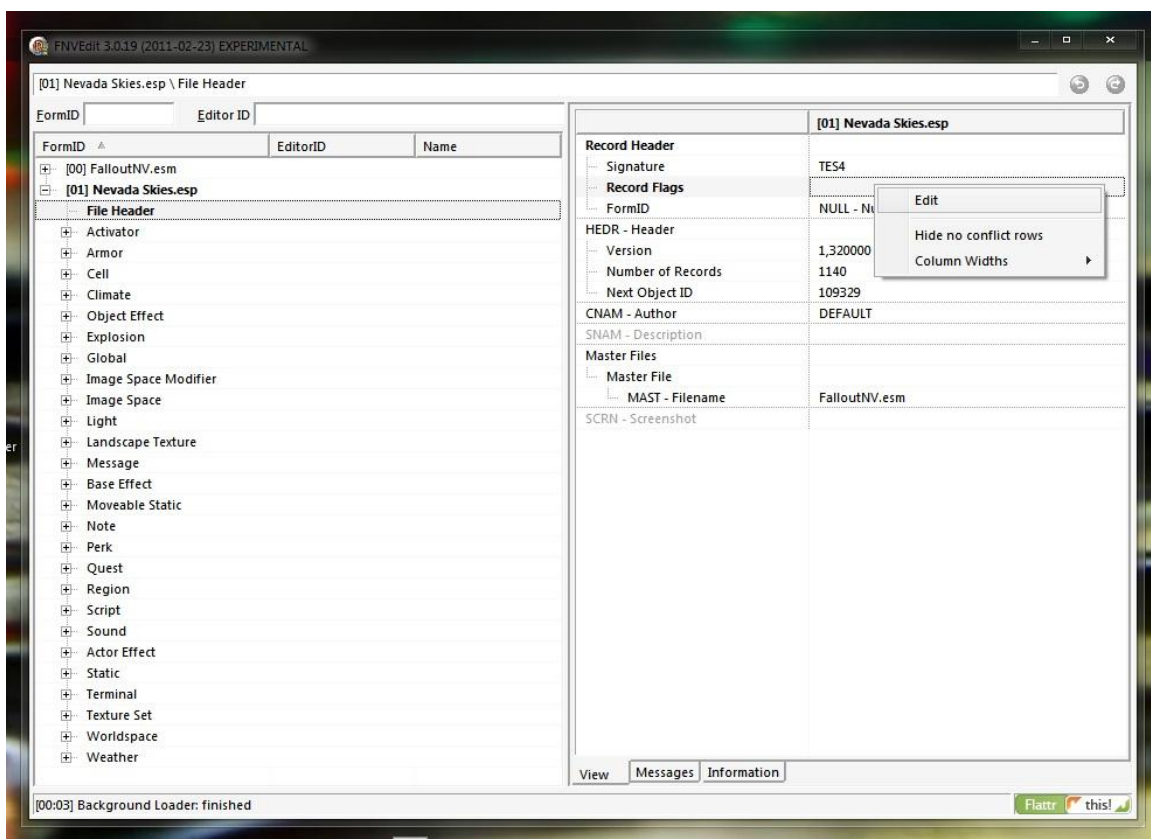 FNVEdit 3.0.19 (2011-02-23) EXPERIMENTAL
[01] Nevada Skies.esp \ File Header
FormID Editor ID
FormID EditorID Name
[00] FalloutNV.esm
[01] Nevada Skies.esp
File Header
Activator
Armor
Cell
Climate
Object Effect
Explosion
Global
Image Space Modifier
Image Space
Light
Landscape Texture
Message
Base Effect
Moveable Static
Note
Perk
Quest
Region
Script
Sound
Actor Effect
Static
Terminal
Texture Set
Worldspace
Weather
[01] Nevada Skies.esp
Record Header
Signature TES4
Record Flags
FormID NULL - Nu
HEDR - Header
Version 1,320000
Number of Records 1140
Next Object ID 109329
CNAM - Author DEFAULT
SNAM - Description
Master Files
Master File
MAST - Filename FalloutNV.esm
SCRN - Screenshot
Edit
Hide no conflict rows
Column Widths
View Messages Information
[00:03] Background Loader: finished
Flattr this!
er